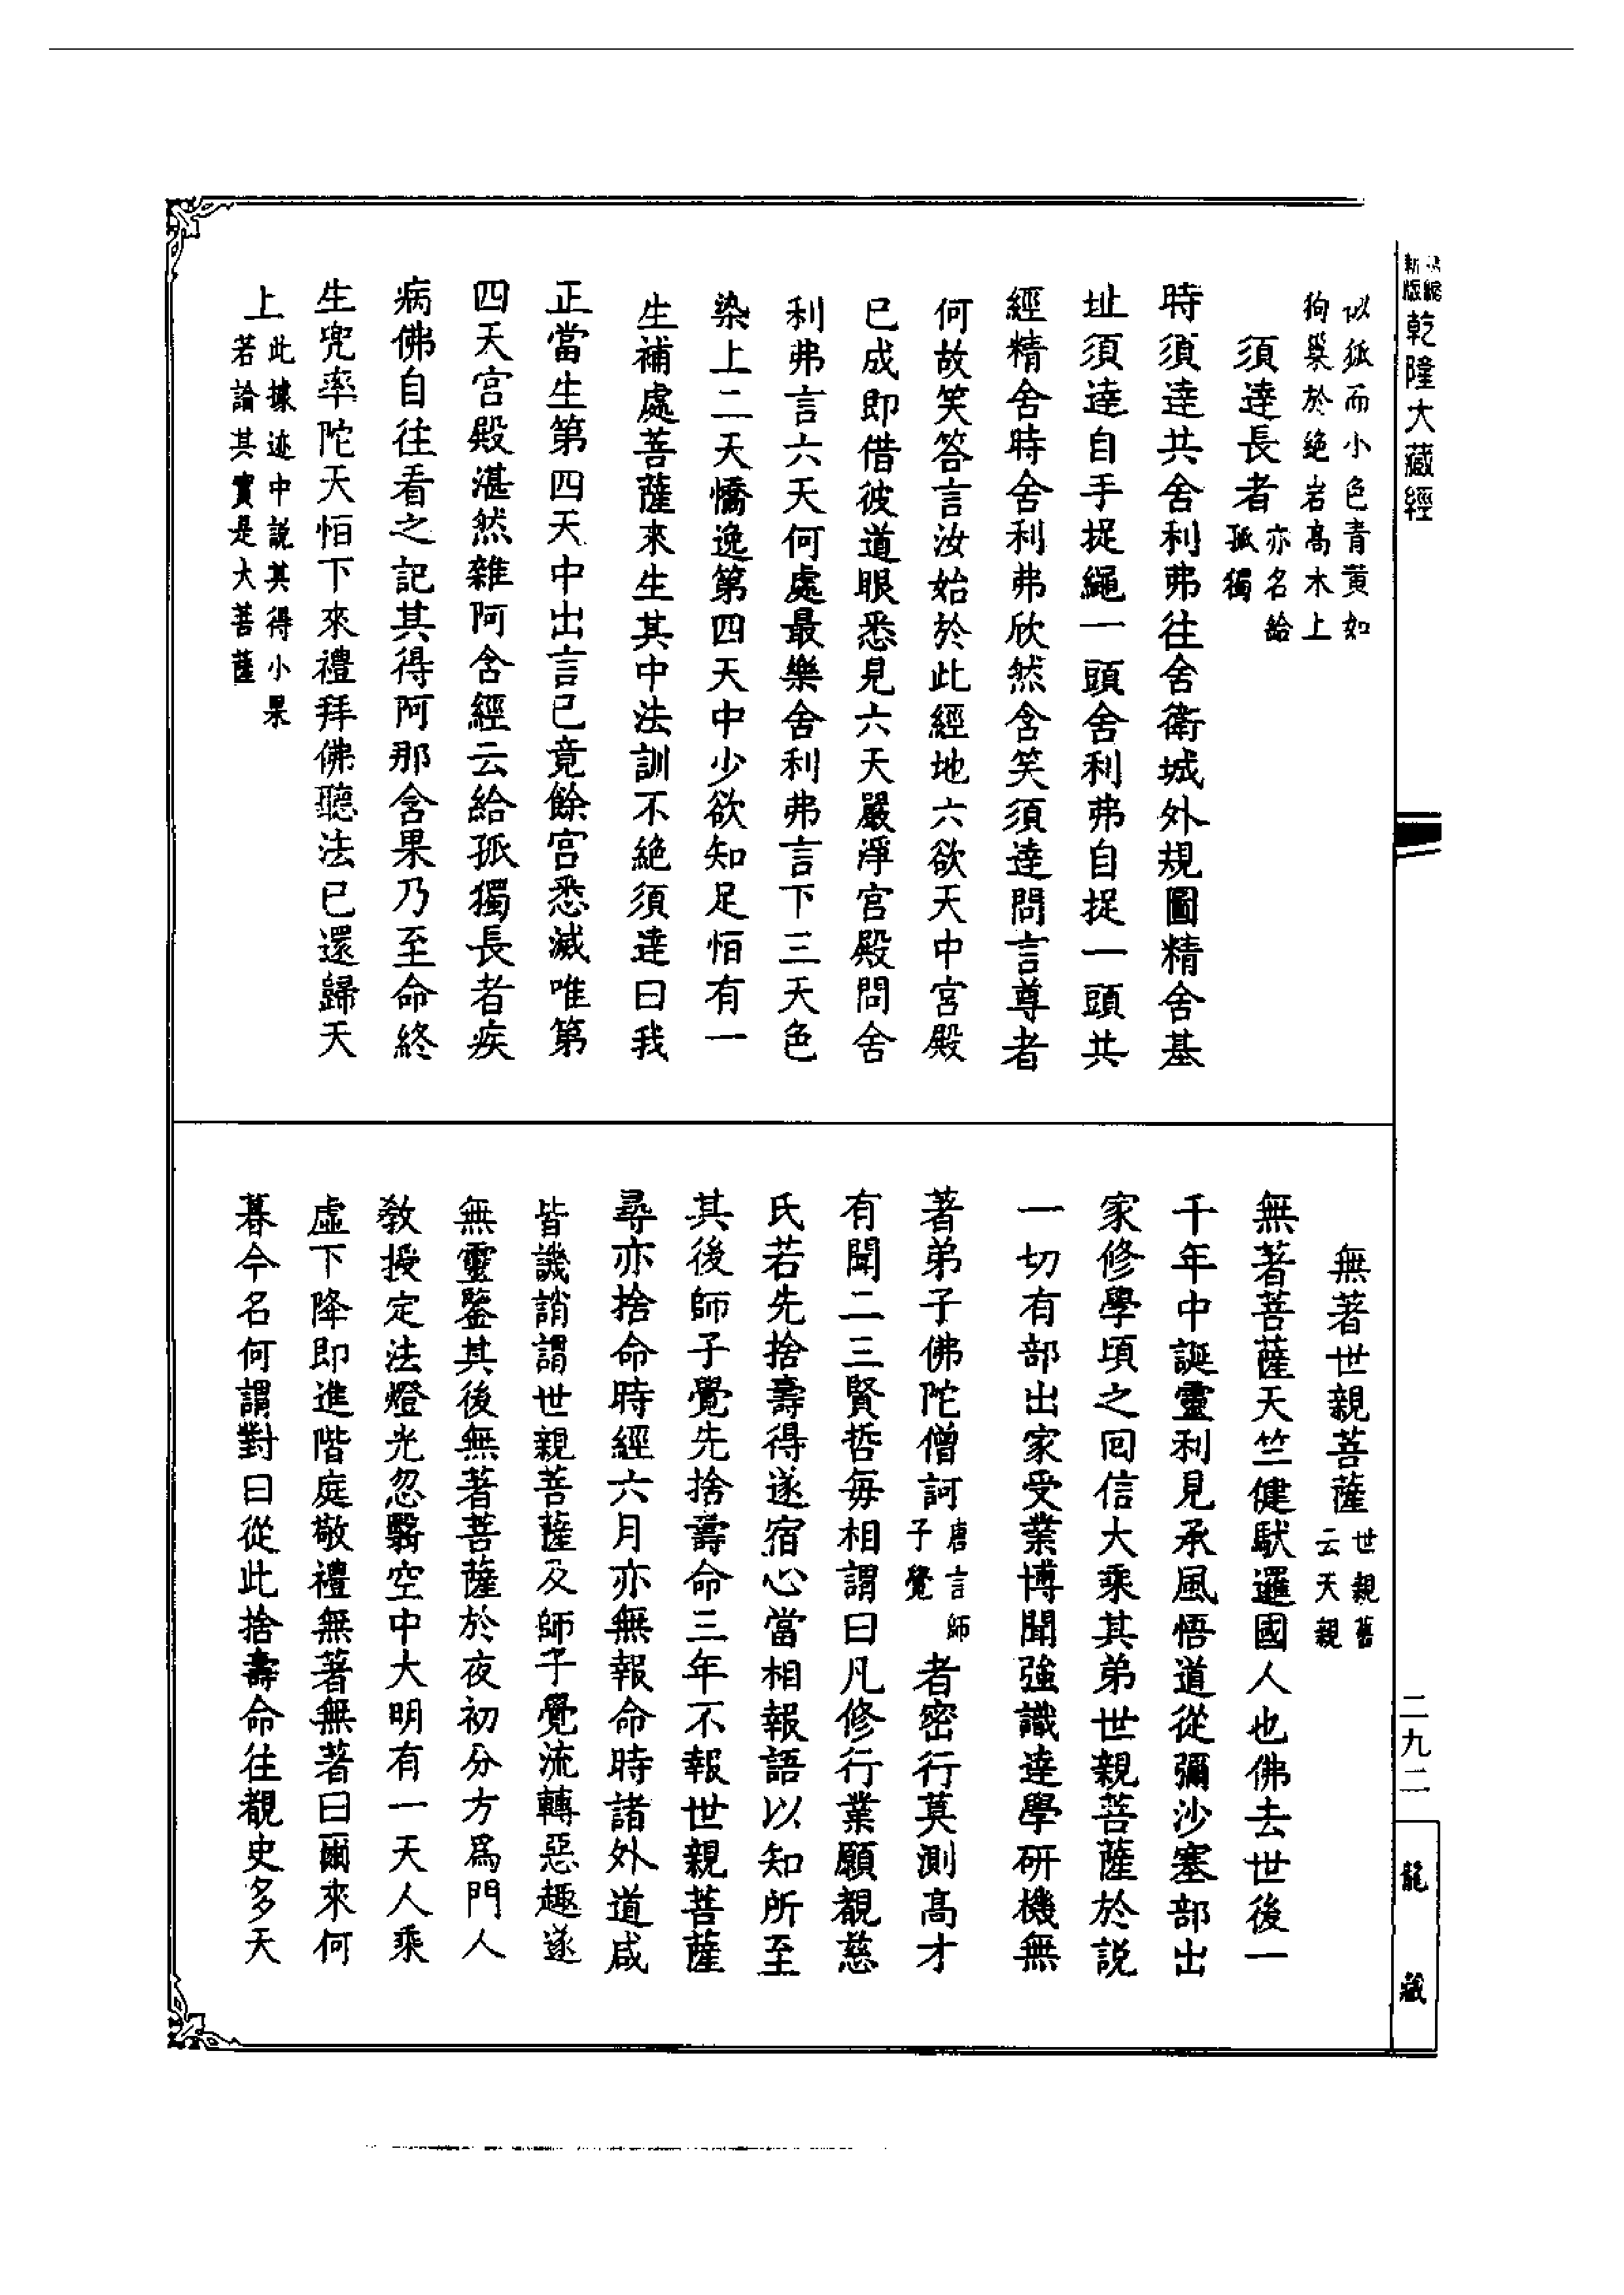 新版
乾隆大藏經
似狐而小色青黄如
狗巢於絶岩高木上
須達長者亦名給
孤獨
時須達共舍利弗往舍衛城外規圖精舍基
址須達自手捉繩一頭舍利弗自捉一頭共
經精舍時舍利弗欣然含笑須達問言尊者
何故笑答言汝始於此經地六欲天中宫殿
已成即借彼道眼悉見六天嚴淨宫殿問舍
利弗言六天何處最樂舍利弗言下三天色
染上二天憍逸第四天中少欲知足恒有一
生補處菩薩來生其中法訓不絶須達曰我
正當生第四天中出言已竟餘宫悉滅唯第
四天宫殿湛然雜阿含經云給孤獨長者疾
病佛自往看之記其得阿那含果乃至命終
生兜率陀天恒下來禮拜佛聽法已還歸天
上此據迹中説其得小果
若論其實是大菩薩
無著世親菩薩世親舊
云天親
無著菩薩天竺健馱邏國人也佛去世後一
千年中誕靈利見承風悟道從彌沙塞部出
家修學頃之回信大乘其弟世親菩薩於説
一切有部出家受業博聞強識達學研機無
著弟子佛陀僧訶唐言師
子覺
者密行莫測高才
有聞二三賢哲每相謂曰凡修行業願覩慈
氏若先捨壽得遂宿心當相報語以知所至
其後師子覺先捨壽命三年不報世親菩薩
尋亦捨命時經六月亦無報命時諸外道咸
皆譏誚謂世親菩薩及師子覺流轉惡趣遂
無靈鑒其後無著菩薩於夜初分方爲門人
教授定法燈光忽翳空中大明有一天人乘
虛下降即進階庭敬禮無著無著曰爾來何
暮今名何謂對曰從此捨壽命往覩史多天
二九二
龍藏